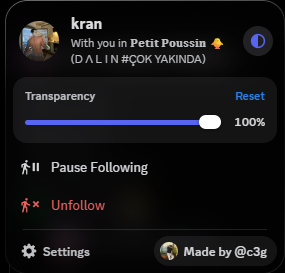 kran
With you in 𝐏𝐞𝐭𝐢𝐭 𝐏𝐨𝐮𝐬𝐬𝐢𝐧 🐥
(D Λ L I N #ÇOK YAKINDA)
Transparency Reset
100%
Pause Following
Unfollow
Settings Made by @c3g